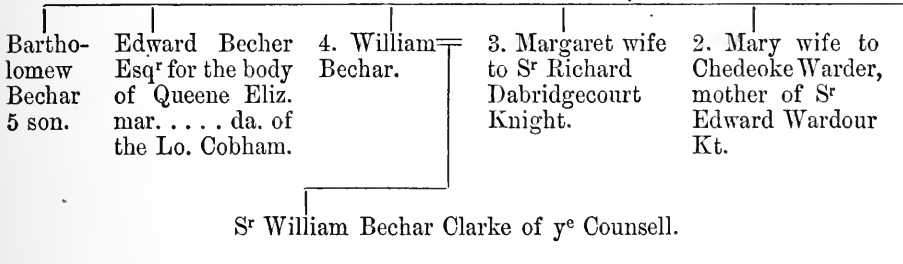 Bartho-
lomew
Bechar
5 son.
Edward Becher
Esqʳ for the body
of Queene Eliz.
mar. . . . . da. of
the Lo. Cobham.
4. William
Bechar.
3. Margaret wife
to Sʳ Richard
Dabridgecourt
Knight.
2. Mary wife to
Chedeoke Warder,
mother of Sʳ
Edward Wardour
Kt.
Sʳ William Bechar Clarke of yᵉ Counsell.